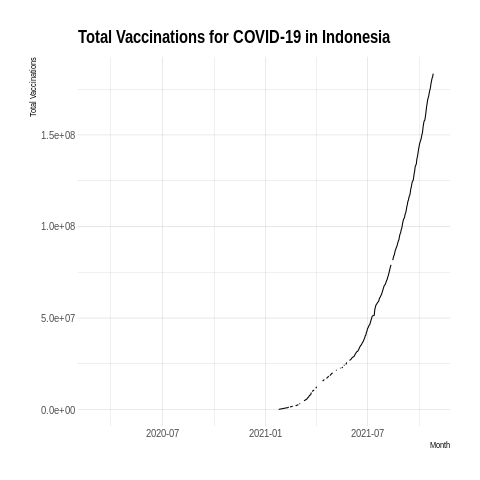 Total Vaccinations for COVID-19 in Indonesia
Total Vaccinations
1.5e+08
1.0e+08
5.0e+07
0.0e+00
2020-07
2021-01
2021-07
Month